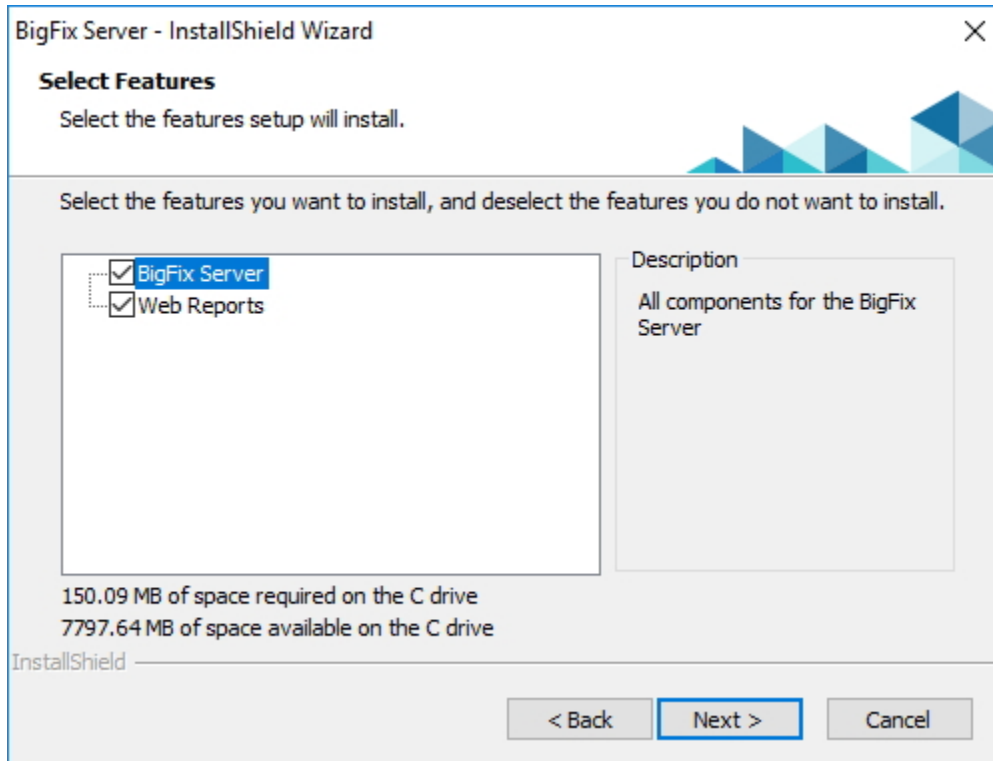 BigFix Server - InstallShield Wizard
Select Features
Select the features setup will install.
Select the features you want to install, and deselect the features you do not want to install.
BigFix Server
Web Reports
Description
All components for the BigFix
Server
150.09 MB of space required on the C drive
7797.64 MB of space available on the C drive
InstallShield
< Back
Next >
Cancel